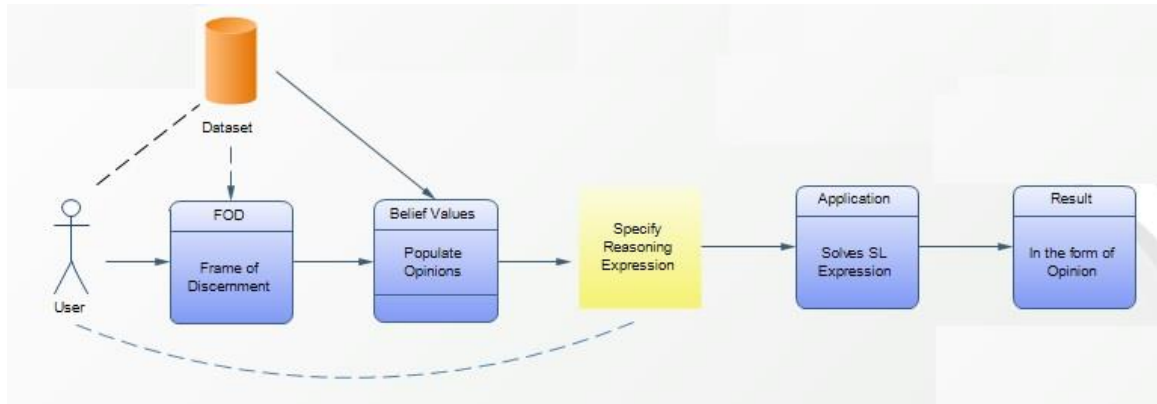 Dataset
User
FOD
Frame of
Discernment
Belief Values
Populate
Opinions
Specify
Reasoning
Expression
Application
Solves SL
Expression
Result
In the form of
Opinion